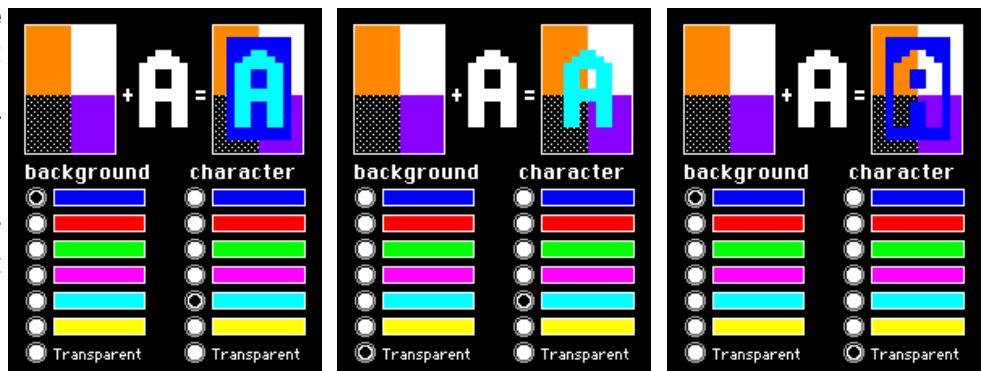 + A = A
background character
Transparent Transparent
+ A = A
background character
Transparent Transparent
+ A = A
background character
Transparent Transparent